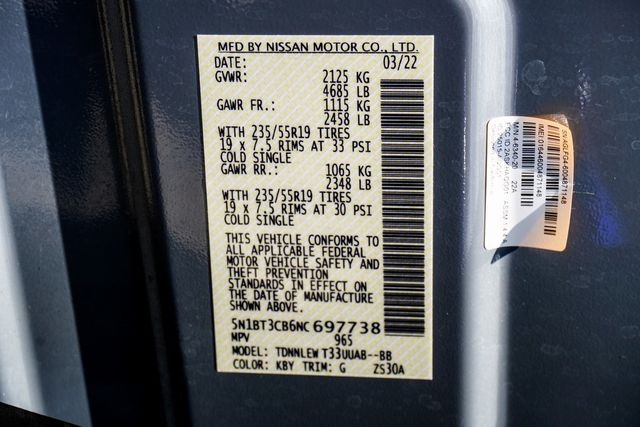 MFD BY NISSAN MOTOR CO., LTD.
DATE: 03/22
GVWR: 2125 KG
4685 LB
GAWR FR.: 1115 KG
2458 LB
WITH 235/55R19 TIRES
19 x 7.5 RIMS AT 33 PSI
COLD SINGLE
GAWR RR.: 1065 KG
2348 LB
WITH 235/55R19 TIRES
19 x 7.5 RIMS AT 30 PSI
COLD SINGLE
THIS VEHICLE CONFORMS TO
ALL APPLICABLE FEDERAL
MOTOR VEHICLE SAFETY AND
THEFT PREVENTION
STANDARDS IN EFFECT ON
THE DATE OF MANUFACTURE
SHOWN ABOVE.
5N1BT3CB6NC697738
MPV 965
MODEL: TDNNLEW T33UUAB--BB
COLOR: KBY TRIM: G ZS30A
IMEI 016446004871148